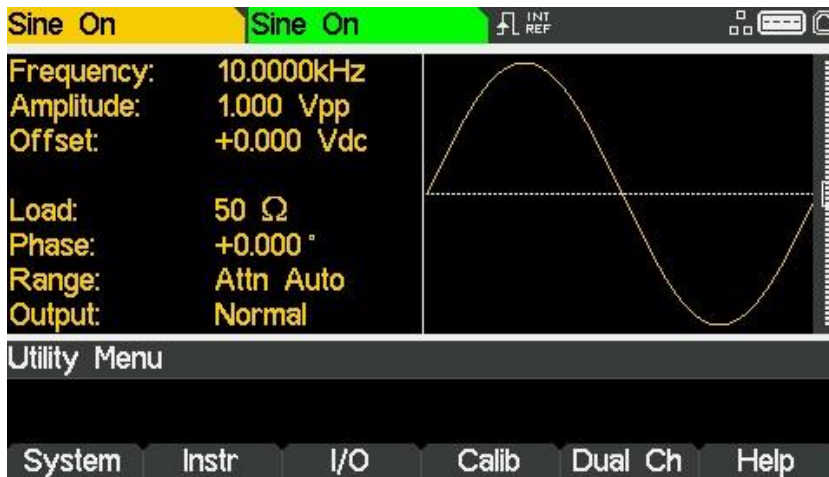 Sine On Sine On INT REF
Frequency: 10.0000kHz
Amplitude: 1.000 Vpp
Offset: +0.000 Vdc
Load: 50 Ω
Phase: +0.000 °
Range: Attn Auto
Output: Normal
Utility Menu
System Instr I/O Calib Dual Ch Help